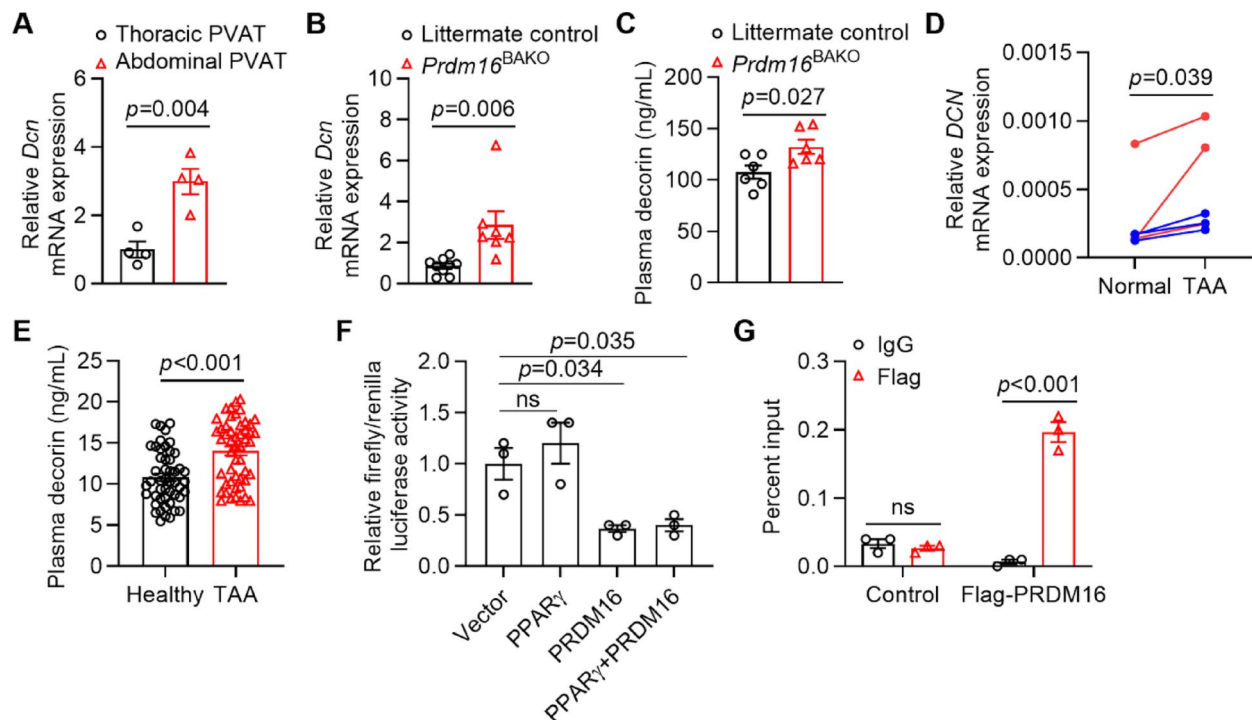 A
Thoracic PVAT
Abdominal PVAT
Relative Dcn
mRNA expression
6
4
2
0
p=0.004
B
Littermate control
Prdm16BAKO
Relative Dcn
mRNA expression
10
8
6
4
2
0
p=0.006
C
Littermate control
Prdm16BAKO
Plasma decorin (ng/mL)
200
150
100
50
0
p=0.027
D
Relative DCN
mRNA expression
0.0015
0.0010
0.0005
0.0000
p=0.039
Normal TAA
E
Plasma decorin (ng/mL)
25
20
15
10
5
0
p<0.001
Healthy TAA
F
Relative firefly/renilla
luciferase activity
2.0
1.5
1.0
0.5
0.0
p=0.035
p=0.034
ns
Vector
PPARγ
PRDM16
PPARγ+PRDM16
G
IgG
Flag
Percent input
0.3
0.2
0.1
0.0
ns
p<0.001
Control
Flag-PRDM16